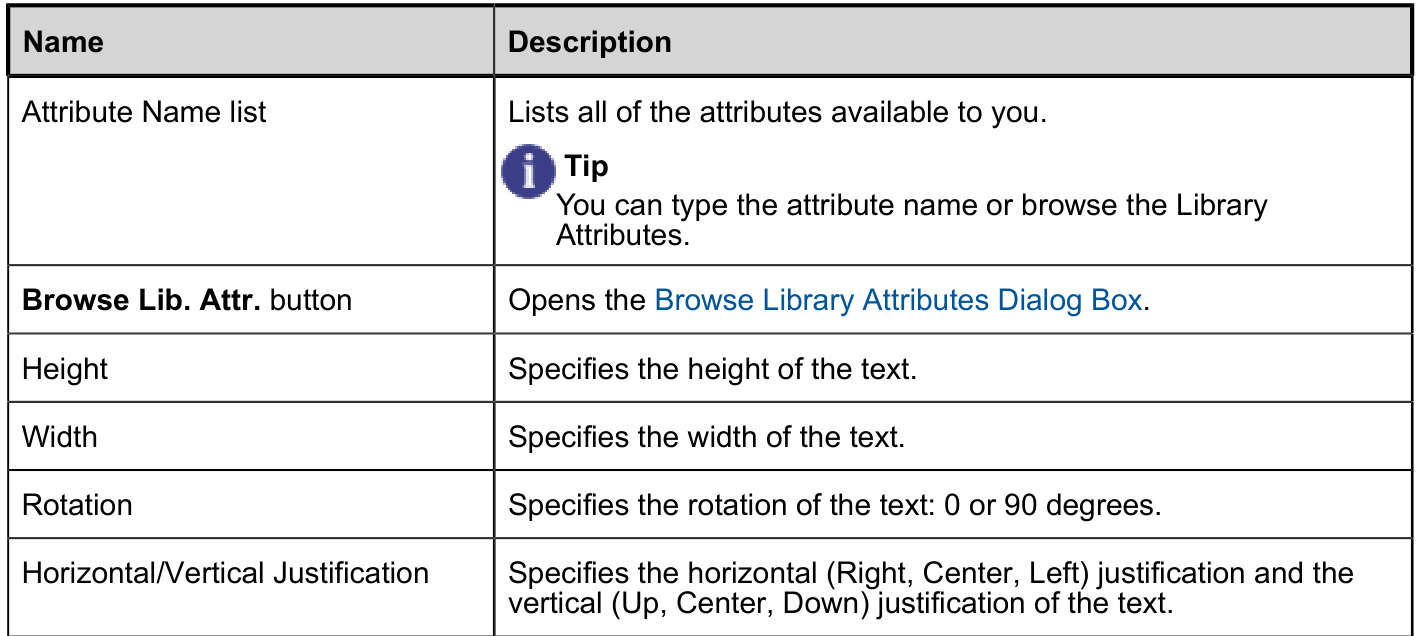 Name Description
Attribute Name list Lists all of the attributes available to you.
i Tip
You can type the attribute name or browse the Library
Attributes.
Browse Lib. Attr. button Opens the Browse Library Attributes Dialog Box.
Height Specifies the height of the text.
Width Specifies the width of the text.
Rotation Specifies the rotation of the text: 0 or 90 degrees.
Horizontal/Vertical Justification Specifies the horizontal (Right, Center, Left) justification and the
vertical (Up, Center, Down) justification of the text.